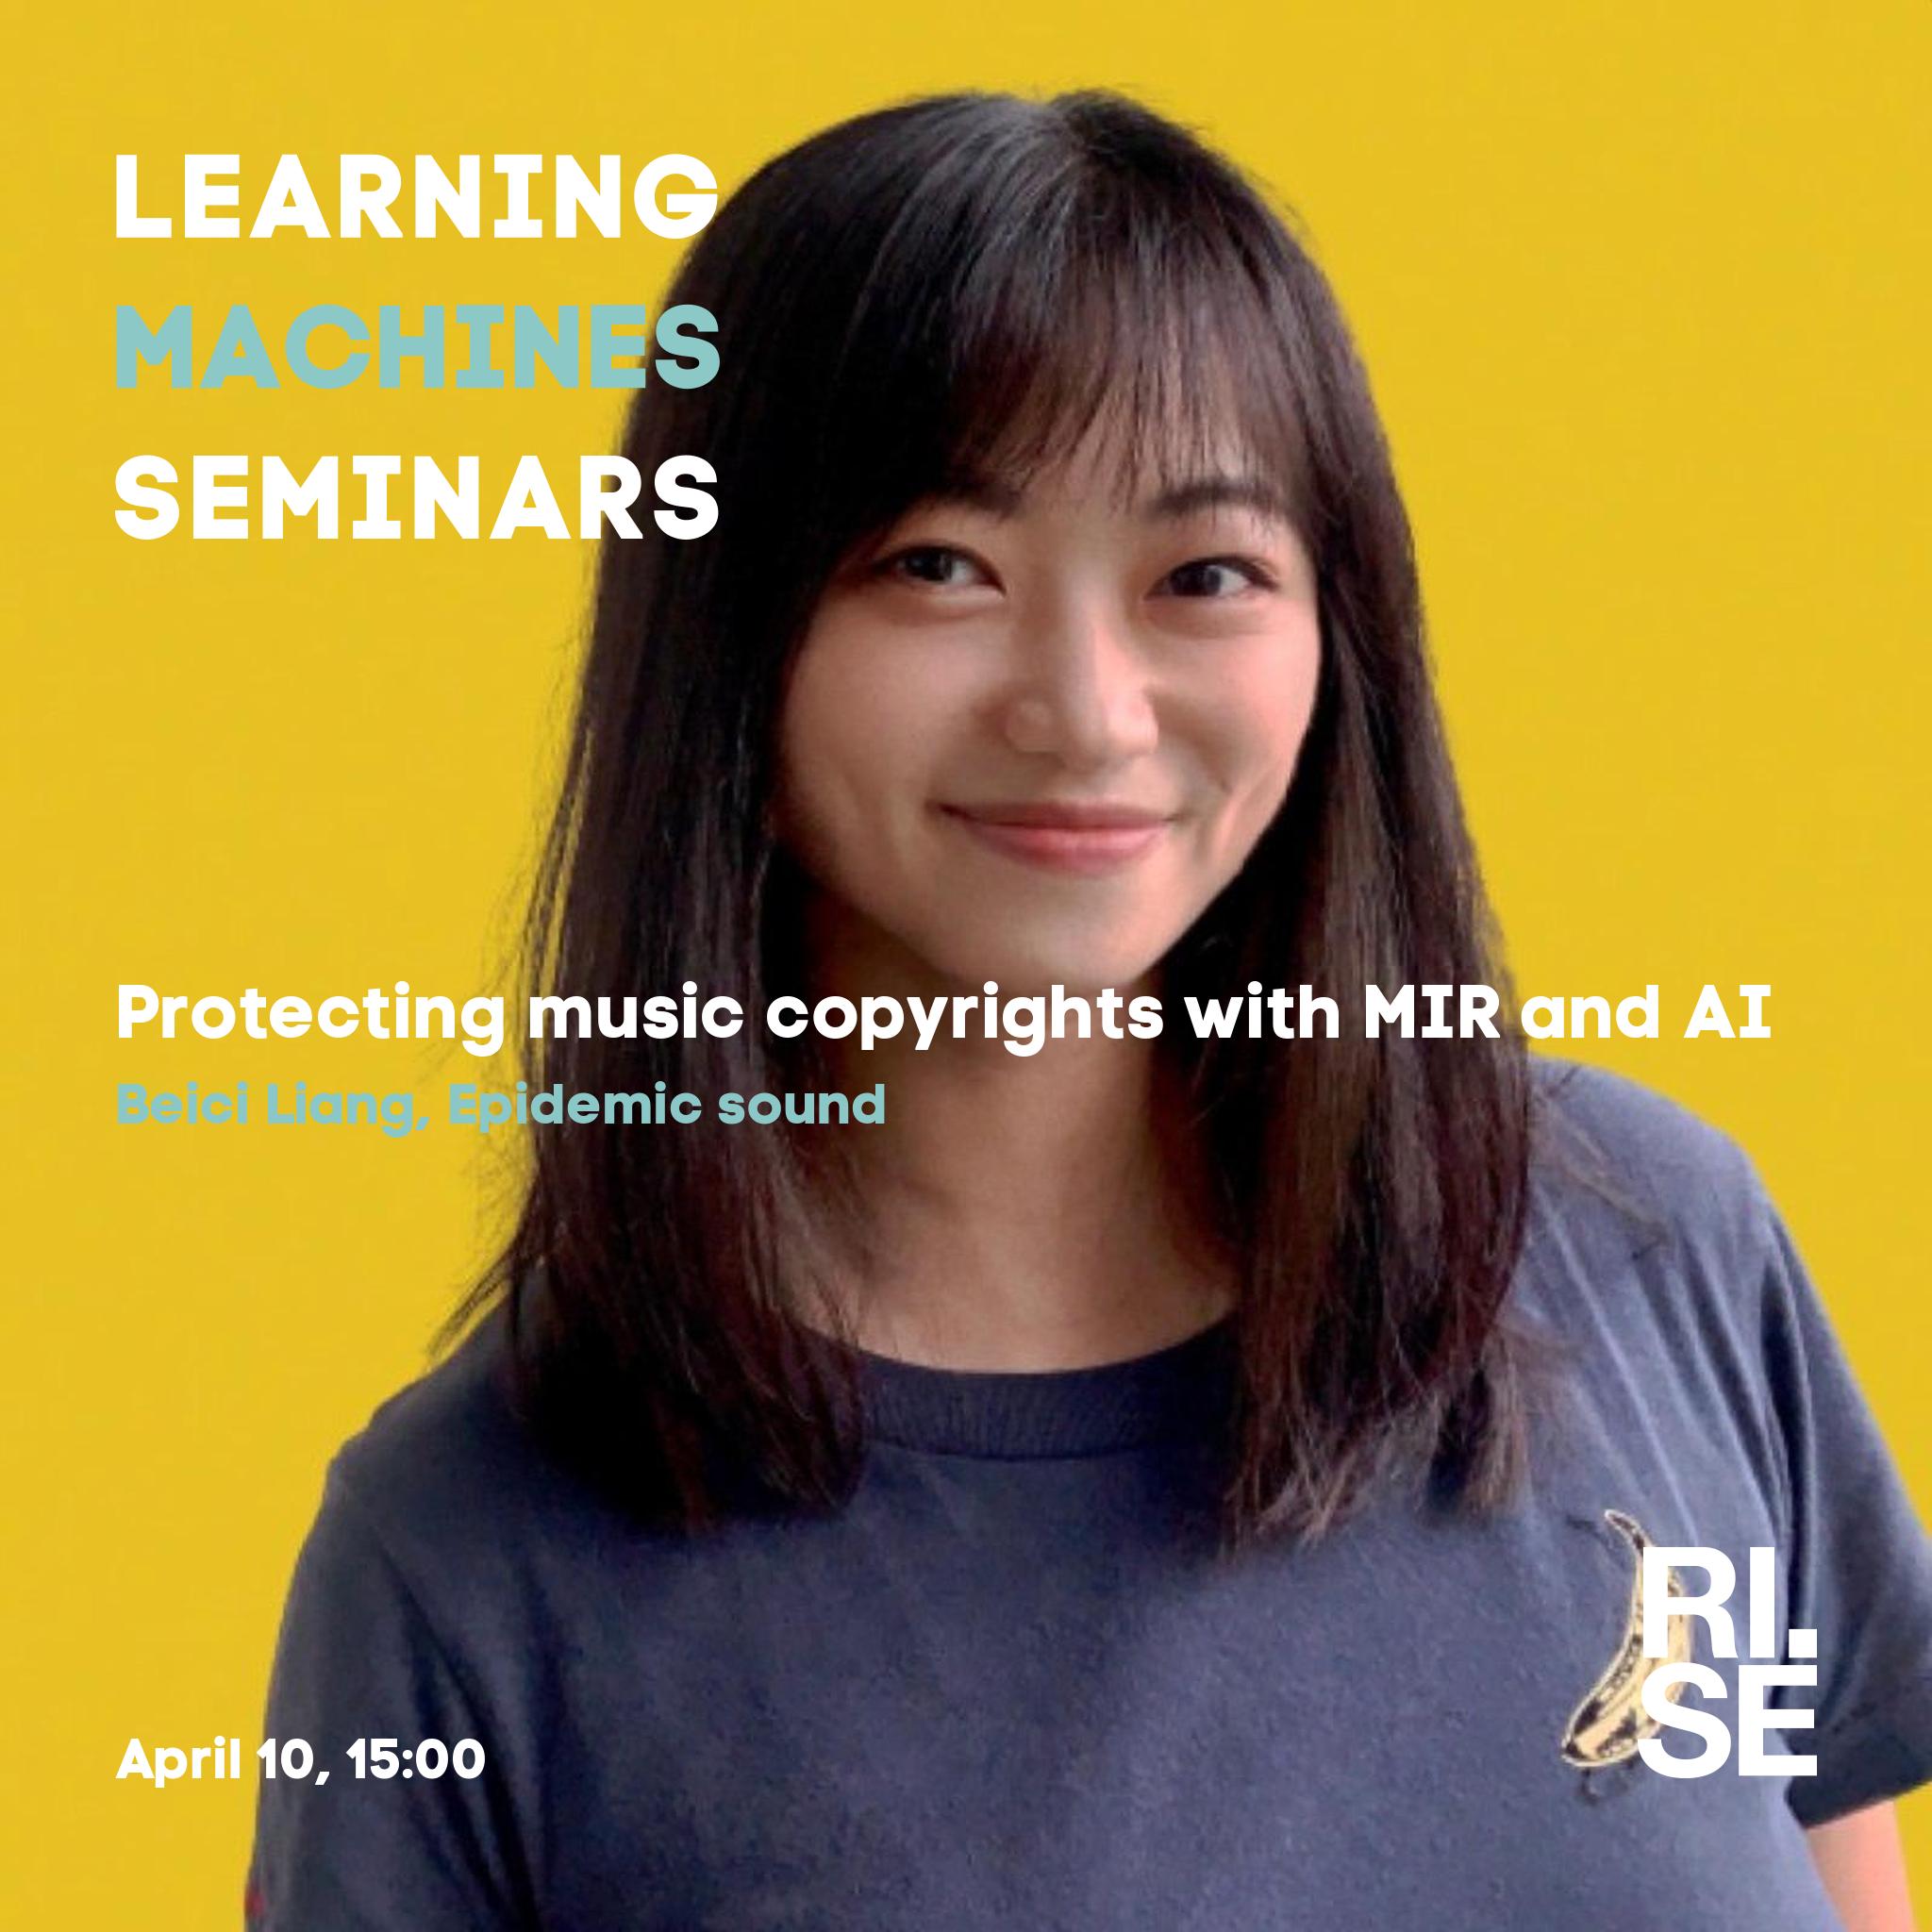 LEARNING
MACHINES
SEMINARS
Protecting music copyrights with MIR and AI
Beici Liang, Epidemic sound
April 10, 15:00
RI.
SE